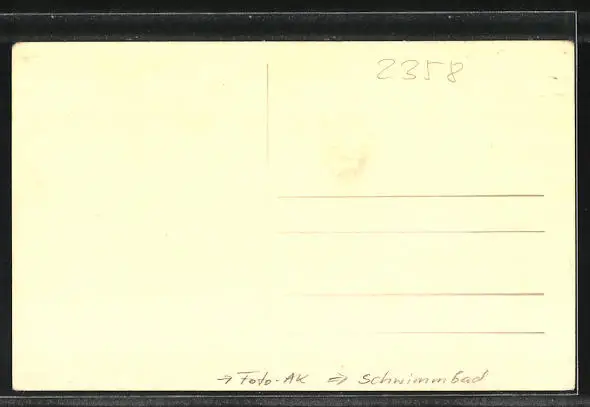 2358
→ Foto-AK ⇒ Schwimmbad